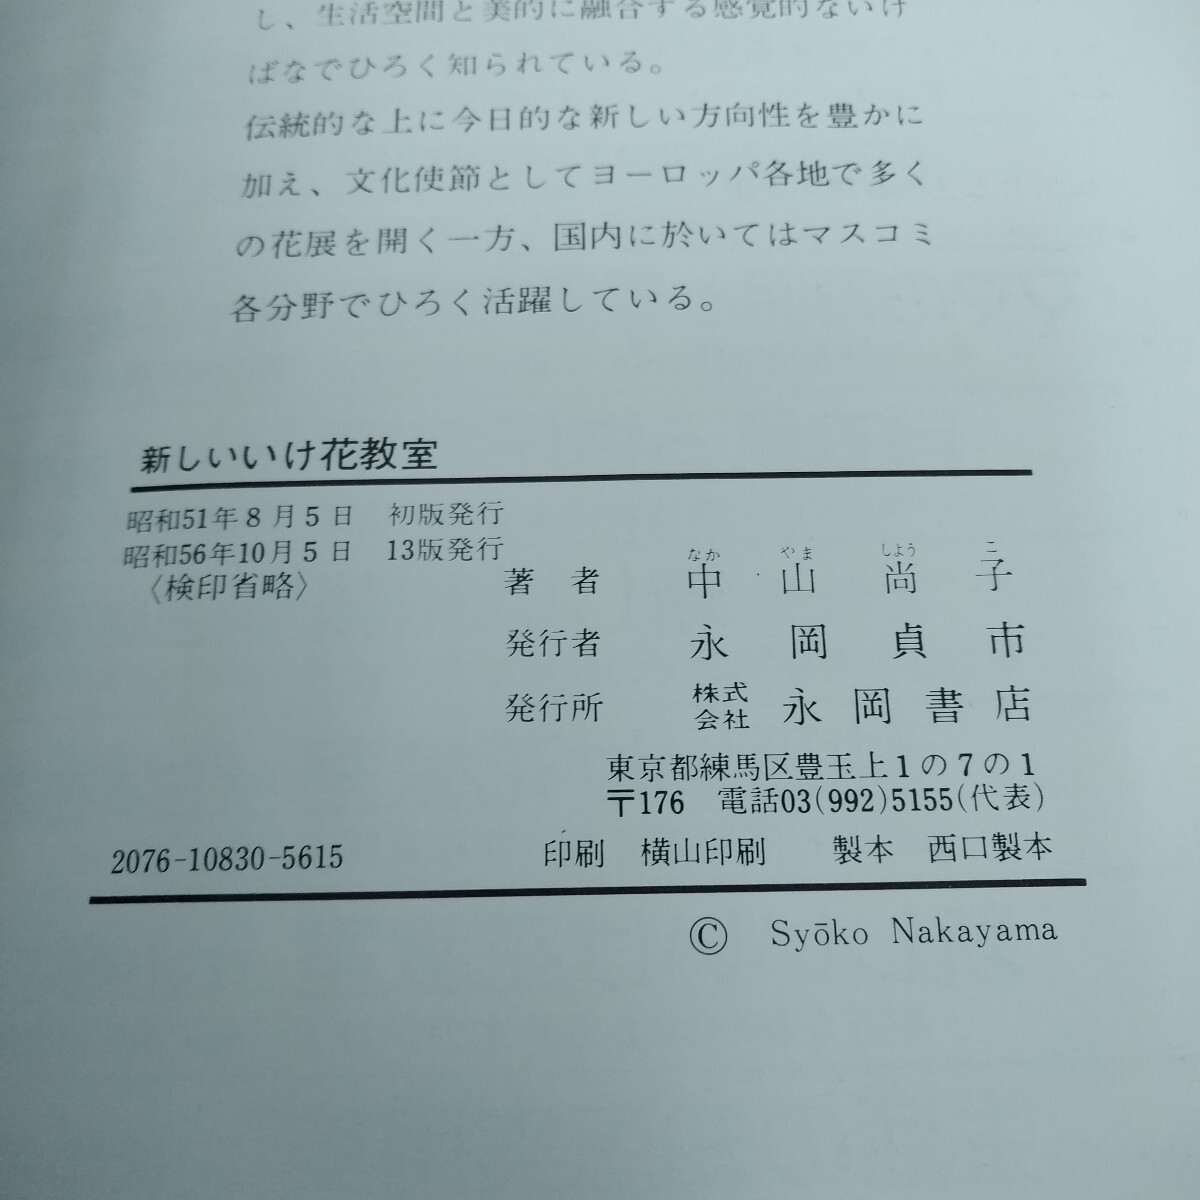 し、生活空間と美的に融合する感覚的ないけ
ばなでひろく知られている。
伝統的な上に今日的な新しい方向性を豊かに
加え、文化使節としてヨーロッパ各地で多く
の花展を開く一方、国内に於いてはマスコミ
各分野でひろく活躍している。
新しいいけ花教室
昭和51年8月5日 初版発行
昭和56年10月5日 13版発行
〈検印省略〉
なか やま しよう こ
著者 中山尚子
発行者 永岡貞市
発行所 株式会社 永岡書店
東京都練馬区豊玉上1の7の1
〒176 電話03(992)5155(代表)
2076-10830-5615 印刷 横山印刷 製本 西口製本
© Syōko Nakayama